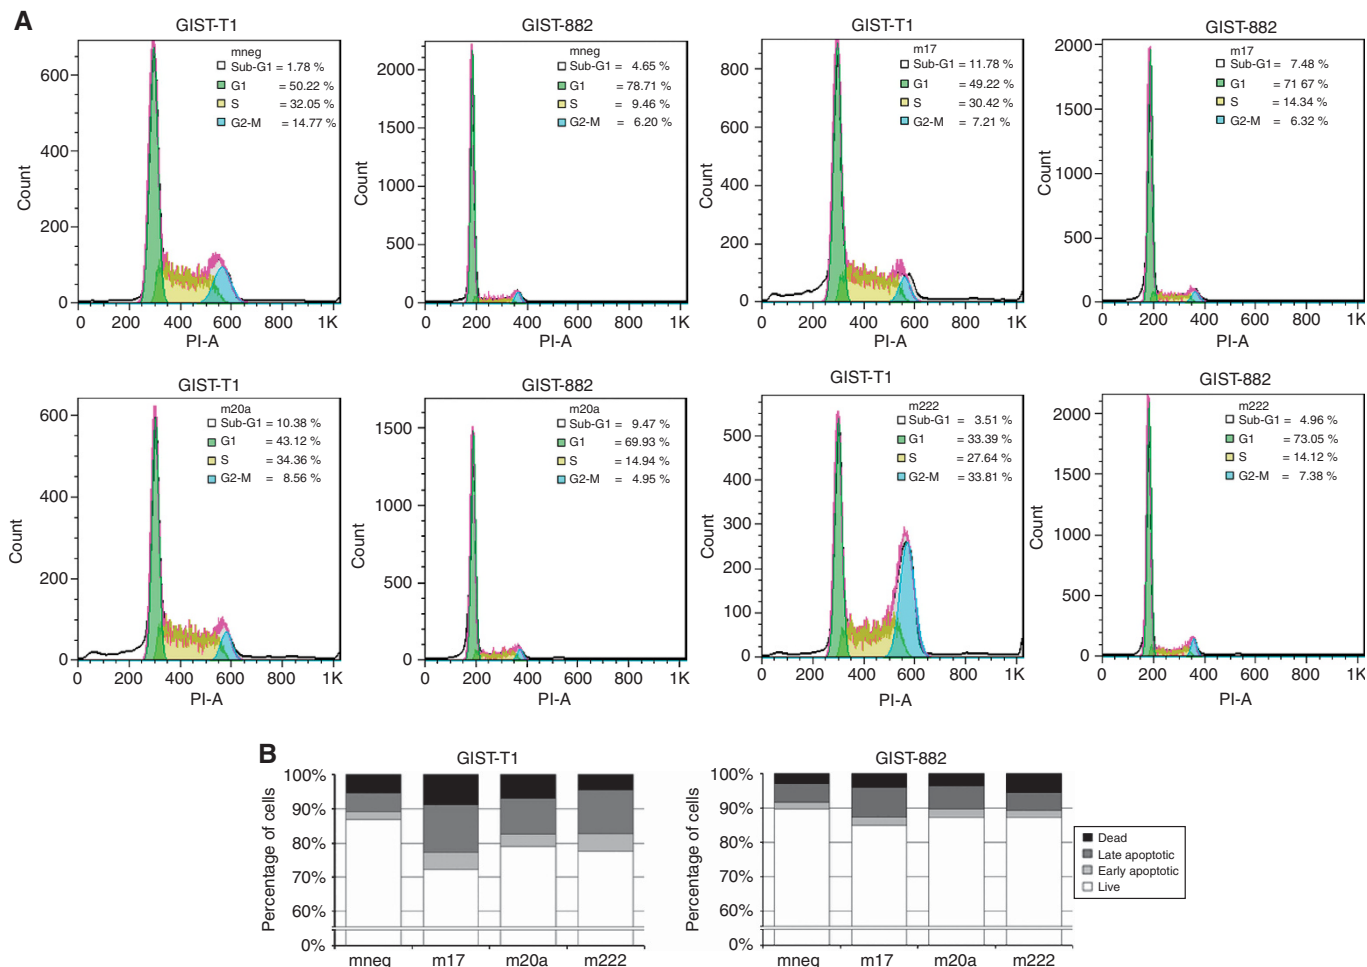 A
GIST-T1
mneg
Sub-G1 = 1.78 %
G1 = 50.22 %
S = 32.05 %
G2-M = 14.77 %
Count
600
400
200
0
0 200 400 600 800 1K
PI-A
GIST-882
mneg
Sub-G1 = 4.65 %
G1 = 78.71 %
S = 9.46 %
G2-M = 6.20 %
Count
2000
1500
1000
500
0
0 200 400 600 800 1K
PI-A
GIST-T1
m17
Sub-G1 = 11.78 %
G1 = 49.22 %
S = 30.42 %
G2-M = 7.21 %
Count
800
600
400
200
0
0 200 400 600 800 1K
PI-A
GIST-882
m17
Sub-G1 = 7.48 %
G1 = 71 67 %
S = 14.34 %
G2-M = 6.32 %
Count
2000
1500
1000
500
0
0 200 400 600 800 1K
PI-A
GIST-T1
m20a
Sub-G1 = 10.38 %
G1 = 43.12 %
S = 34.36 %
G2-M = 8.56 %
Count
600
400
200
0
0 200 400 600 800 1K
PI-A
GIST-882
m20a
Sub-G1 = 9.47 %
G1 = 69.93 %
S = 14.94 %
G2-M = 4.95 %
Count
1500
1000
500
0
0 200 400 600 800 1K
PI-A
GIST-T1
m222
Sub-G1 = 3.51 %
G1 = 33.39 %
S = 27.64 %
G2-M = 33.81 %
Count
500
400
300
200
100
0
0 200 400 600 800 1K
PI-A
GIST-882
m222
Sub-G1 = 4.96 %
G1 = 73.05 %
S = 14.12 %
G2-M = 7.38 %
Count
2000
1500
1000
500
0
0 200 400 600 800 1K
PI-A
B
GIST-T1
Percentage of cells
100%
90%
80%
70%
60%
0%
mneg m17 m20a m222
GIST-882
Percentage of cells
100%
90%
80%
70%
60%
0%
mneg m17 m20a m222
Dead
Late apoptotic
Early apoptotic
Live